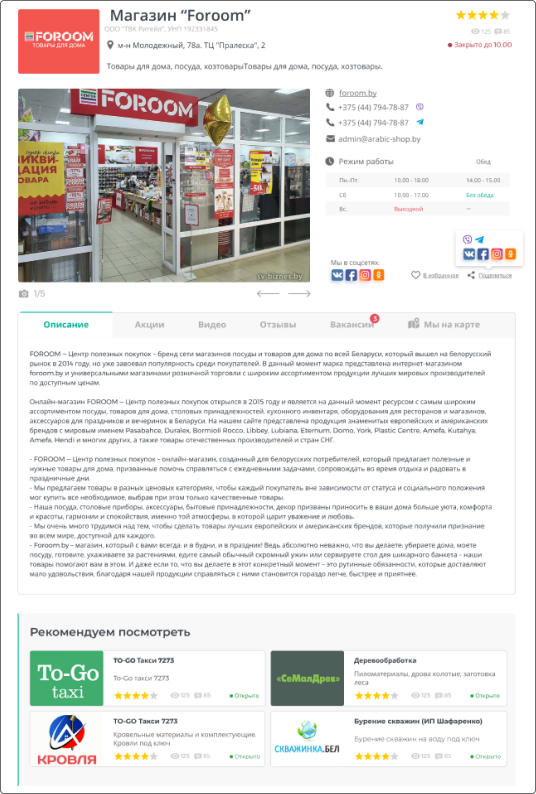 Магазин “Foroom”
ООО "ТВК Ритейл", УНП 192331845
м-н Молодежный, 78а. ТЦ "Пралеска", 2
125 85
Закрыто до 10.00
FOROOM
ТОВАРЫ ДЛЯ ДОМА
Товары для дома, посуда, хозтоварыТовары для дома, посуда, хозтовары.
FOROOM
ЛИКВИ-
ДАЦИЯ
ТОВАРА
sv.biznet.by
1/5
foroom.by
+375 (44) 794-78-87
+375 (44) 794-78-87
admin@arabic-shop.by
Режим работы Обед
Пн.-Пт. 10.00 - 18.00 14.00 - 15.00
Сб 10.00 - 17.00 Без обеда
Вс. Выходной —
Мы в соцсетях:
В избранное Поделиться
Описание Акции Видео Отзывы Вакансии 3 Мы на карте
FOROOM – Центр полезных покупок - бренд сети магазинов посуды и товаров для дома по всей Беларуси, который вышел на белорусский
рынок в 2014 году, но уже завоевал популярность среди покупателей. В данный момент марка представлена интернет-магазином
foroom.by и универсальными магазинами розничной торговли с широким ассортиментом продукции лучших мировых производителей
по доступным ценам.
Онлайн-магазин FOROOM – Центр полезных покупок открылся в 2015 году и является на данный момент ресурсом с самым широким
ассортиментом посуды, товаров для дома, столовых принадлежностей, кухонного инвентаря, оборудования для ресторанов и магазинов,
аксессуаров для праздников и вечеринок в Беларуси. На нашем сайте представлена продукция знаменитых европейских и американских
брендов с мировым именем Pasabahce, Duralex, Bormioli Rocco, Libbey, Lubiana, Eternum, Domo, York, Plastic Centre, Amefa, Kutahya,
Amefa, Hendi и многих других, а также товары отечественных производителей и стран СНГ.
- FOROOM – Центр полезных покупок – онлайн-магазин, созданный для белорусских потребителей, который предлагает полезные и
нужные товары для дома, призванные помочь справляться с ежедневными задачами, сопровождать во время отдыха и радовать в
праздничные дни.
- Мы предлагаем товары в разных ценовых категориях, чтобы каждый покупатель вне зависимости от статуса и социального положения
мог купить все необходимое, выбрав при этом только качественные товары.
- Наша посуда, столовые приборы, аксессуары, бытовые принадлежности, декор призваны приносить в ваши дома больше уюта, комфорта
и красоты, гармонии и спокойствия, именно той атмосферы, в которой царит уважение и любовь.
- Мы очень много трудимся над тем, чтобы сделать товары лучших европейских и американских брендов, которые получили признание
во всем мире, доступной для каждого.
- Foroom.by – магазин, который с вами всегда: и в будни, и в праздники! Ведь абсолютно неважно, что вы делаете: убираете дома, моете
посуду, готовите, ухаживаете за растениями, едите самый обычный скромный ужин или сервируете стол для шикарного банкета – наши
товары помогают вам в этом. И даже если то, что вы делаете в этот конкретный момент – это рутинные обязанности, которые доставляют
мало удовольствия, благодаря нашей продукции справляться с ними становится гораздо легче, быстрее и приятнее.
Рекомендуем посмотреть
To-Go
taxi
TO-GO Такси 7273
To-Go такси 7273
125 85 Открыто
«СеМалДрев»
Деревообработка
Пиломатериалы, дрова колотые, заготовка
леса
125 85 Открыто
КРОВЛЯ
TO-GO Такси 7273
Кровельные материалы и комплектующие.
Кровли под ключ
125 85 Открыто
СКВАЖИНКА.БЕЛ
Бурение скважин (ИП Шафаренко)
Бурение скважин на воду под ключ
125 85 Открыто